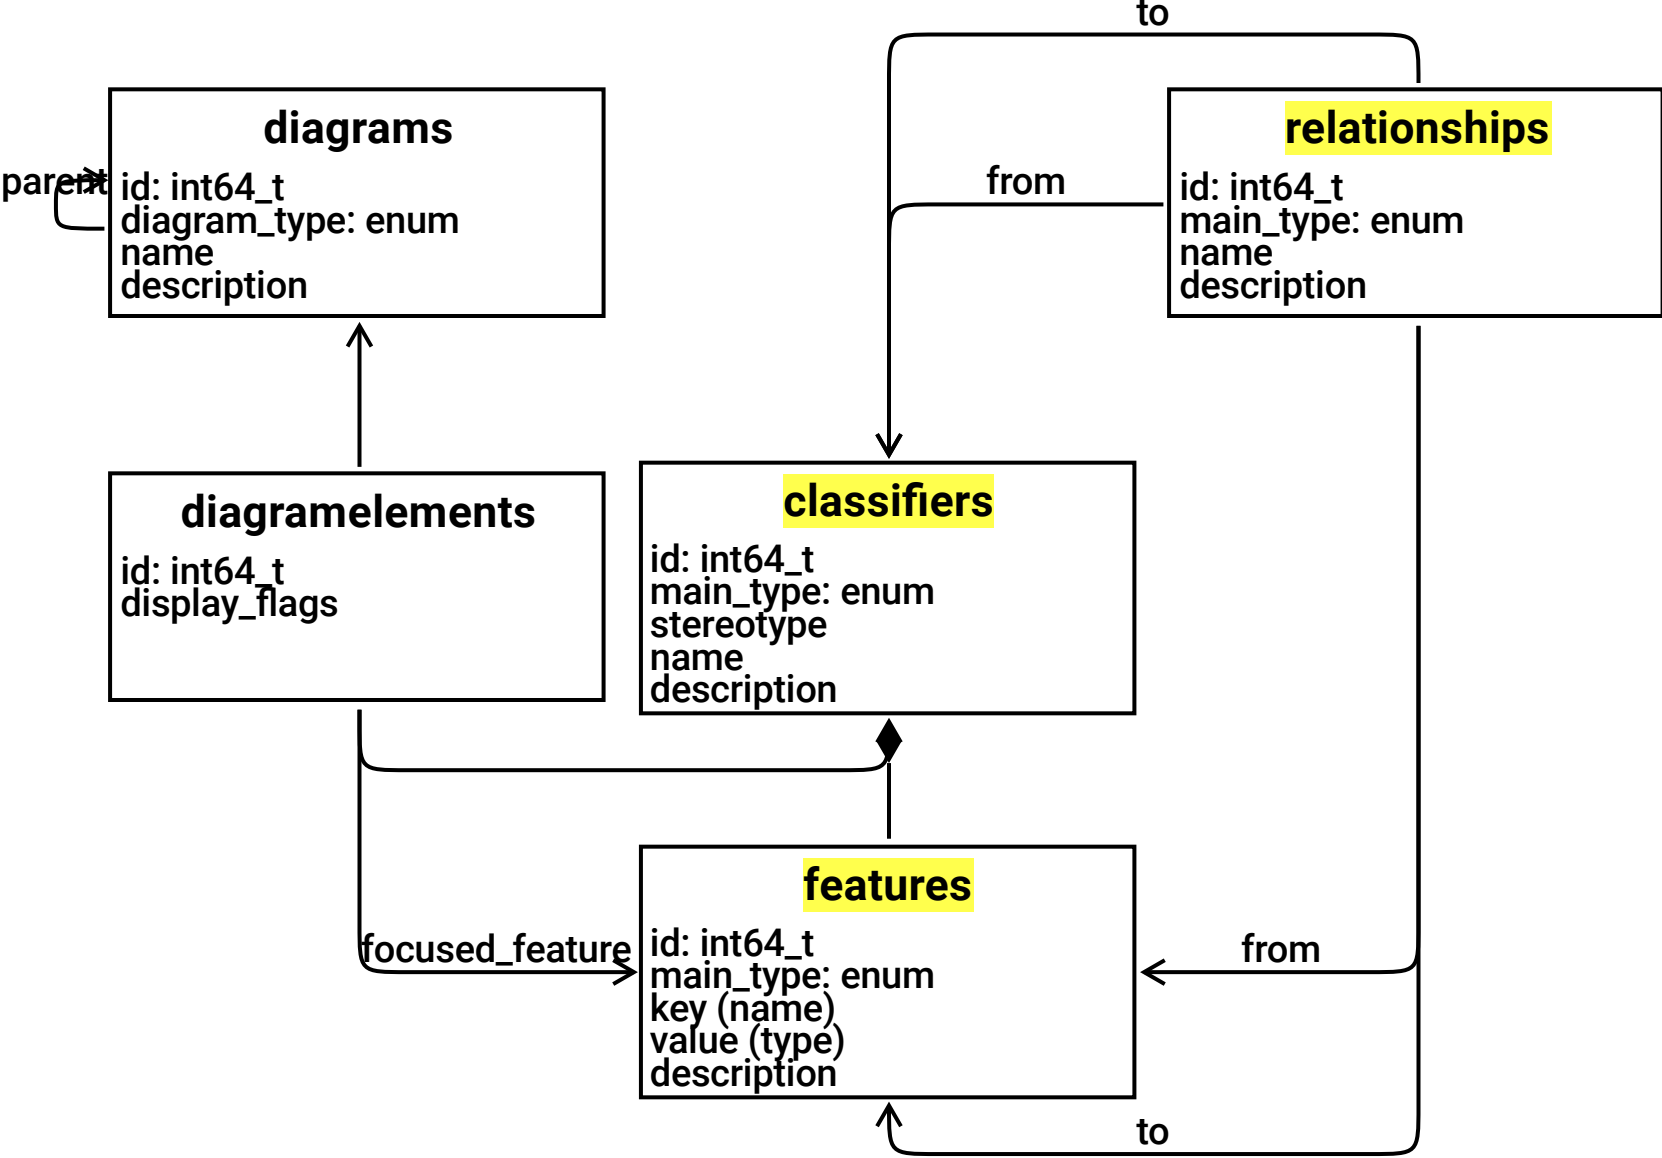 to
diagrams
parent
id: int64_t
diagram_type: enum
name
description
relationships
id: int64_t
main_type: enum
name
description
from
diagramelements
id: int64_t
display_flags
classifiers
id: int64_t
main_type: enum
stereotype
name
description
features
id: int64_t
main_type: enum
key (name)
value (type)
description
focused_feature
from
to